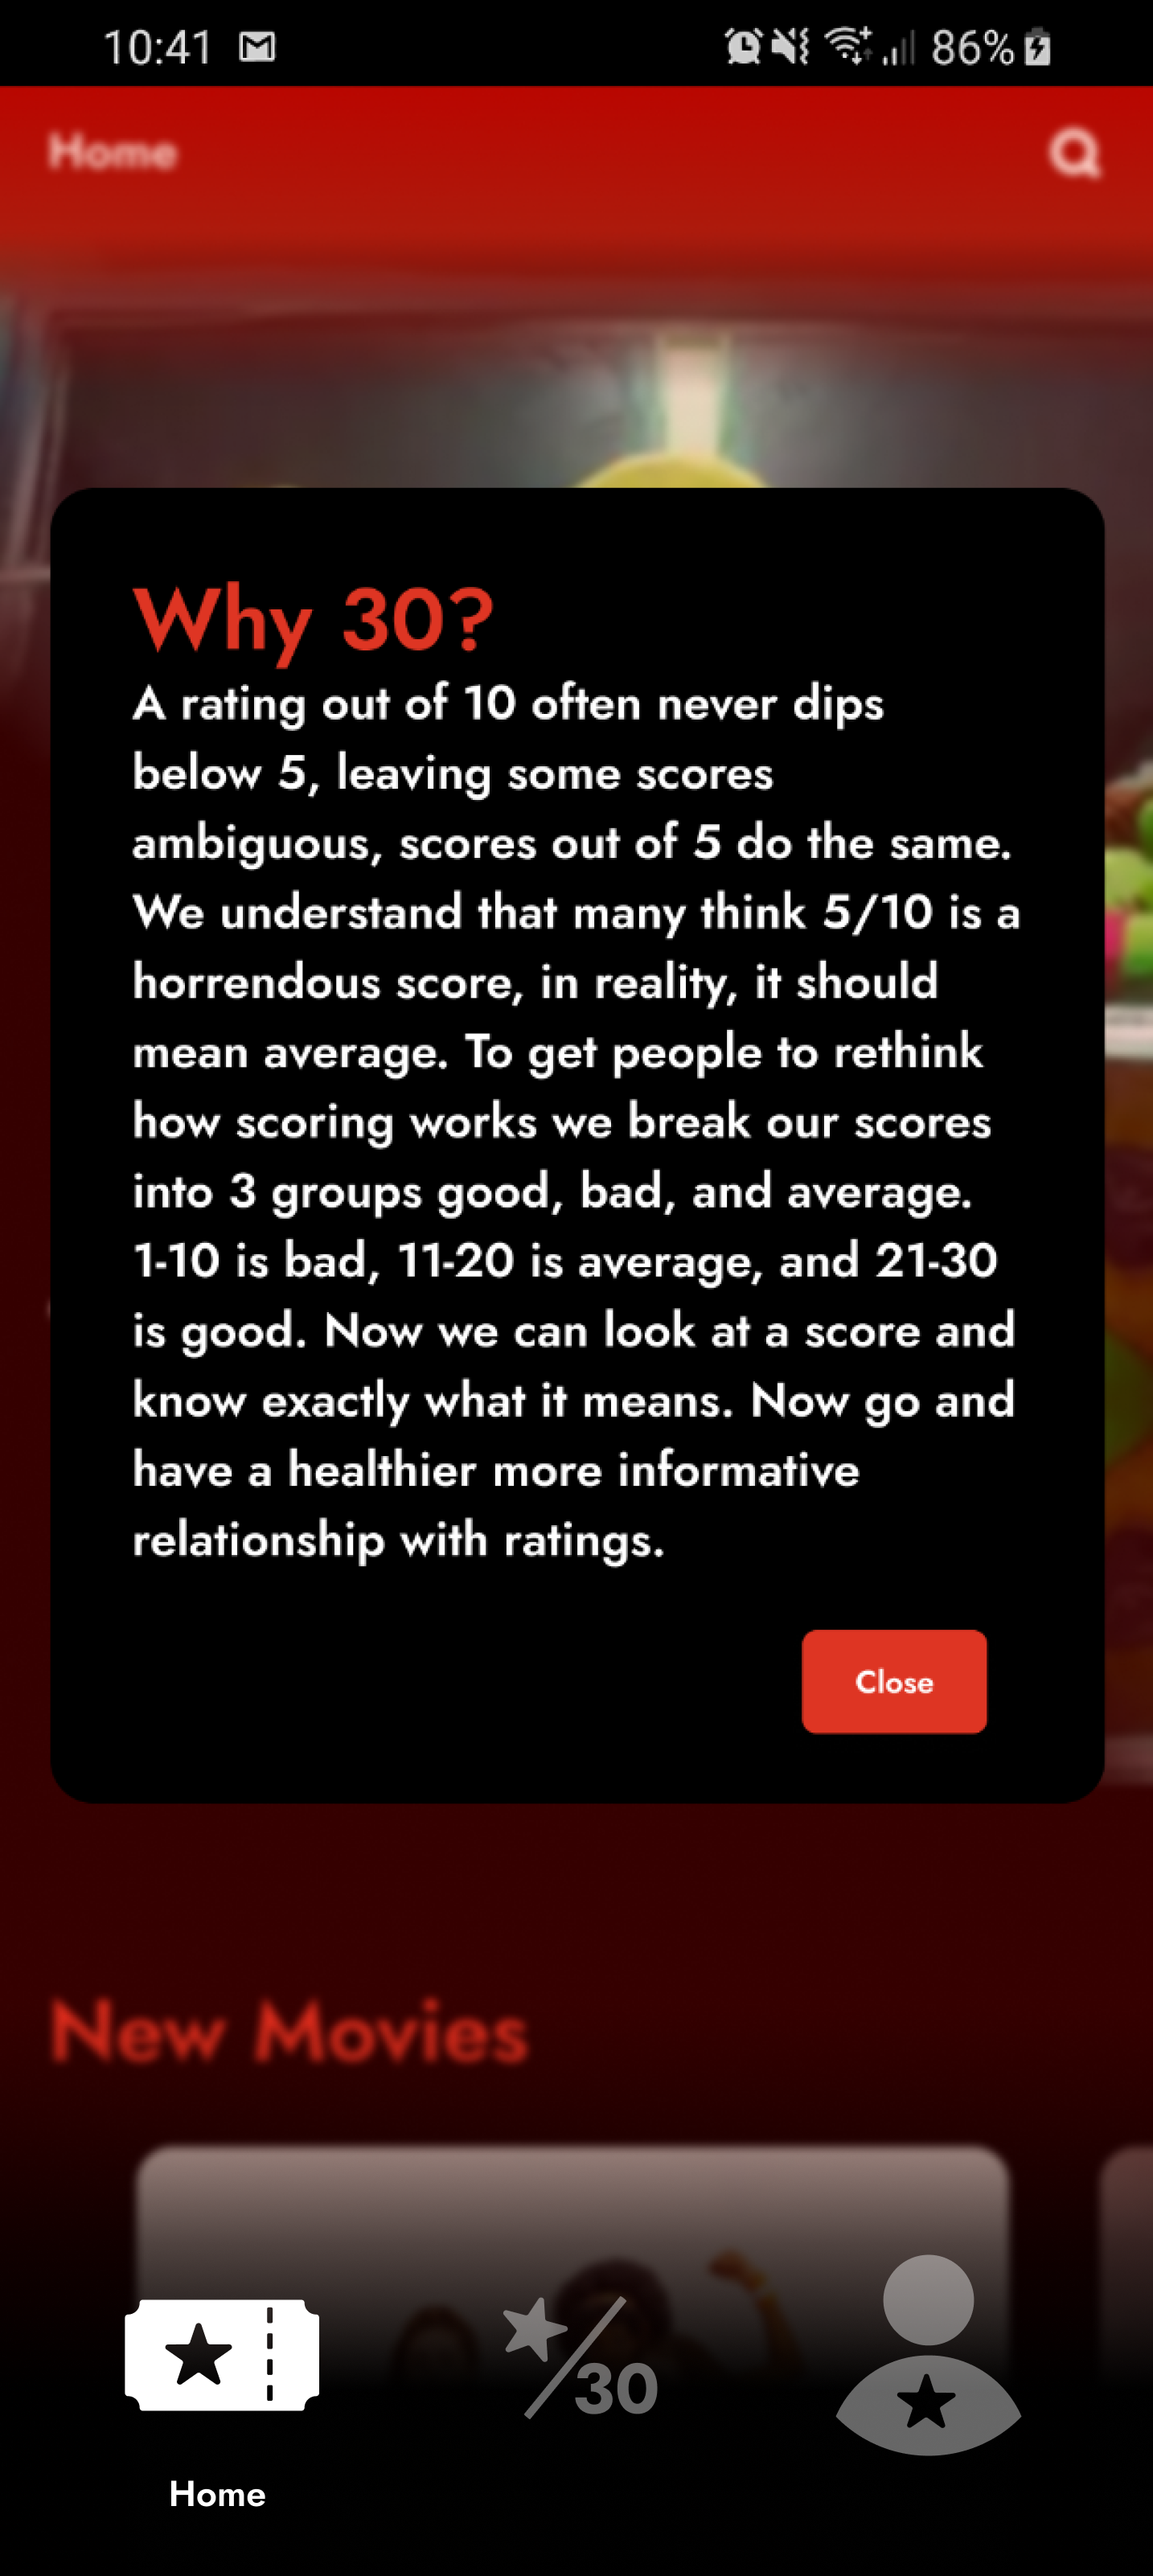 10:41
86%
Home
Why 30?
A rating out of 10 often never dips
below 5, leaving some scores
ambiguous, scores out of 5 do the same.
We understand that many think 5/10 is a
horrendous score, in reality, it should
mean average. To get people to rethink
how scoring works we break our scores
into 3 groups good, bad, and average.
1-10 is bad, 11-20 is average, and 21-30
is good. Now we can look at a score and
know exactly what it means. Now go and
have a healthier more informative
relationship with ratings.
Close
New Movies
30
Home